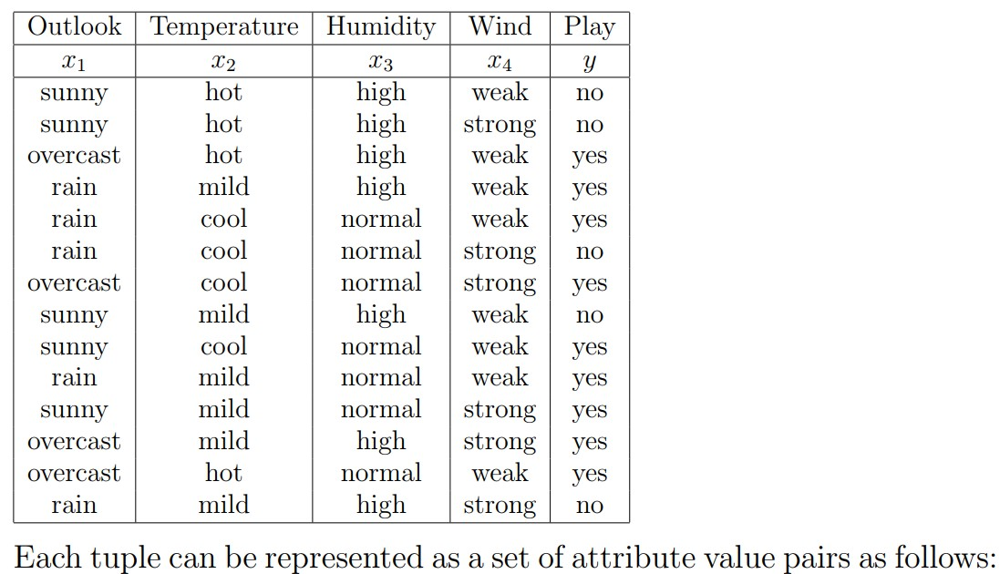 Outlook Temperature Humidity Wind Play
x1 x2 x3 x4 y
sunny hot high weak no
sunny hot high strong no
overcast hot high weak yes
rain mild high weak yes
rain cool normal weak yes
rain cool normal strong no
overcast cool normal strong yes
sunny mild high weak no
sunny cool normal weak yes
rain mild normal weak yes
sunny mild normal strong yes
overcast mild high strong yes
overcast hot normal weak yes
rain mild high strong no
Each tuple can be represented as a set of attribute value pairs as follows: